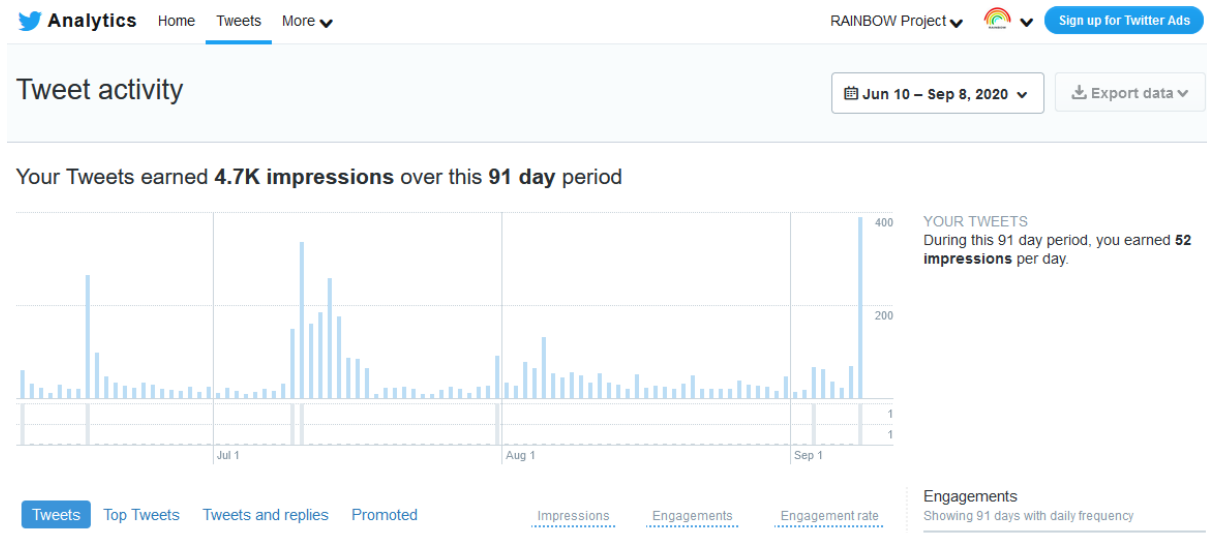 Analytics Home Tweets More RAINBOW Project Sign up for Twitter Ads
Tweet activity
Jun 10 – Sep 8, 2020 Export data
Your Tweets earned 4.7K impressions over this 91 day period
400
200
1
1
Jul 1 Aug 1 Sep 1
YOUR TWEETS
During this 91 day period, you earned 52
impressions per day.
Tweets Top Tweets Tweets and replies Promoted Impressions Engagements Engagement rate
Engagements
Showing 91 days with daily frequency